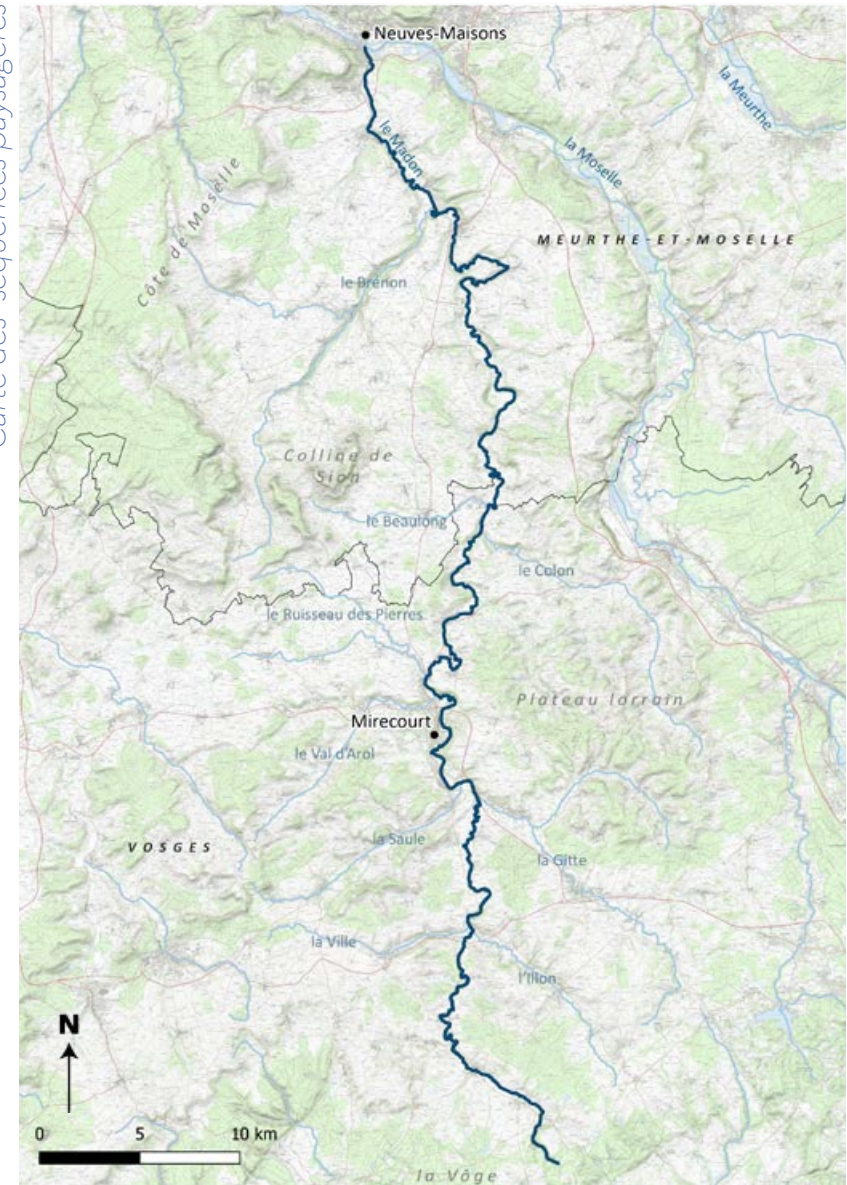 Carte des séquences paysagères
Neuves-Maisons
la Meurthe
le Madon
la Moselle
Côte de Moselle
MEURTHE-ET-MOSELLE
le Brénon
Colline de
Sion
le Beaulong
le Colon
le Ruisseau des Pierres
Plateau lorrain
Mirecourt
le Val d'Arol
la Saule
VOSGES
la Gitte
la Ville
l'Illon
N
0 5 10 km
la Vôge